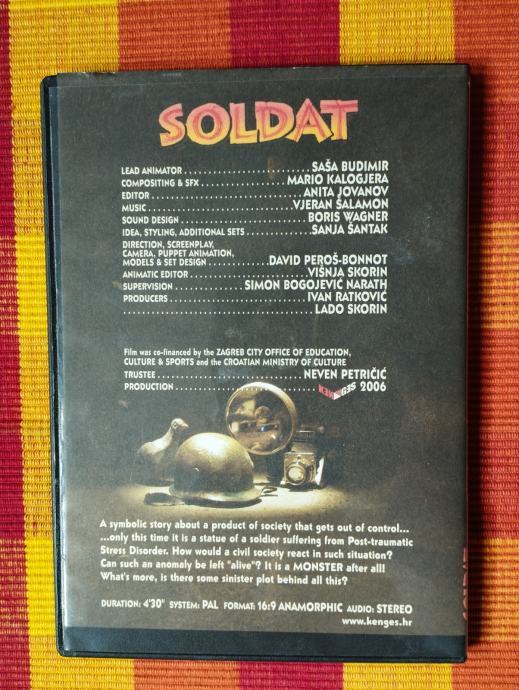 SOLDAT
LEAD ANIMATOR ........................ SAŠA BUDIMIR
COMPOSITING & SFX .................. MARIO KALOGJERA
EDITOR ............................ ANITA JOVANOV
MUSIC ............................ VJERAN ŠALAMON
SOUND DESIGN ........................ BORIS WAGNER
IDEA, STYLING, ADDITIONAL SETS ............ SANJA ŠANTAK
DIRECTION, SCREENPLAY,
CAMERA, PUPPET ANIMATION,
MODELS & SET DESIGN ............ DAVID PEROŠ-BONNOT
ANIMATIC EDITOR ...................... VIŠNJA SKORIN
SUPERVISION .............. SIMON BOGOJEVIĆ NARATH
PRODUCERS .......................... IVAN RATKOVIĆ
.................................... LADO SKORIN
Film was co-financed by the ZAGREB CITY OFFICE OF EDUCATION,
CULTURE & SPORTS and the CROATIAN MINISTRY OF CULTURE
TRUSTEE ........................... NEVEN PETRIČIĆ
PRODUCTION ........................ KENGES 2006
A symbolic story about a product of society that gets out of control...
...only this time it is a statue of a soldier suffering from Post-traumatic
Stress Disorder. How would a civil society react in such situation?
Can such an anomaly be left "alive"? It is a MONSTER after all!
What's more, is there some sinister plot behind all this?
DURATION: 4'30" SYSTEM: PAL FORMAT: 16:9 ANAMORPHIC AUDIO: STEREO
www.kenges.hr